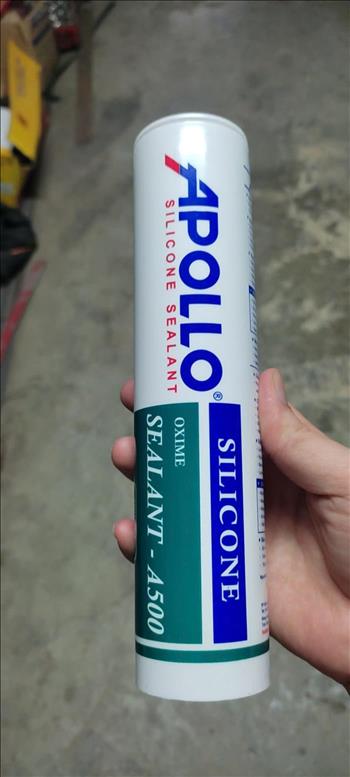 APOLLO®
SILICONE SEALANT
SILICONE
OXIME
SEALANT - A500